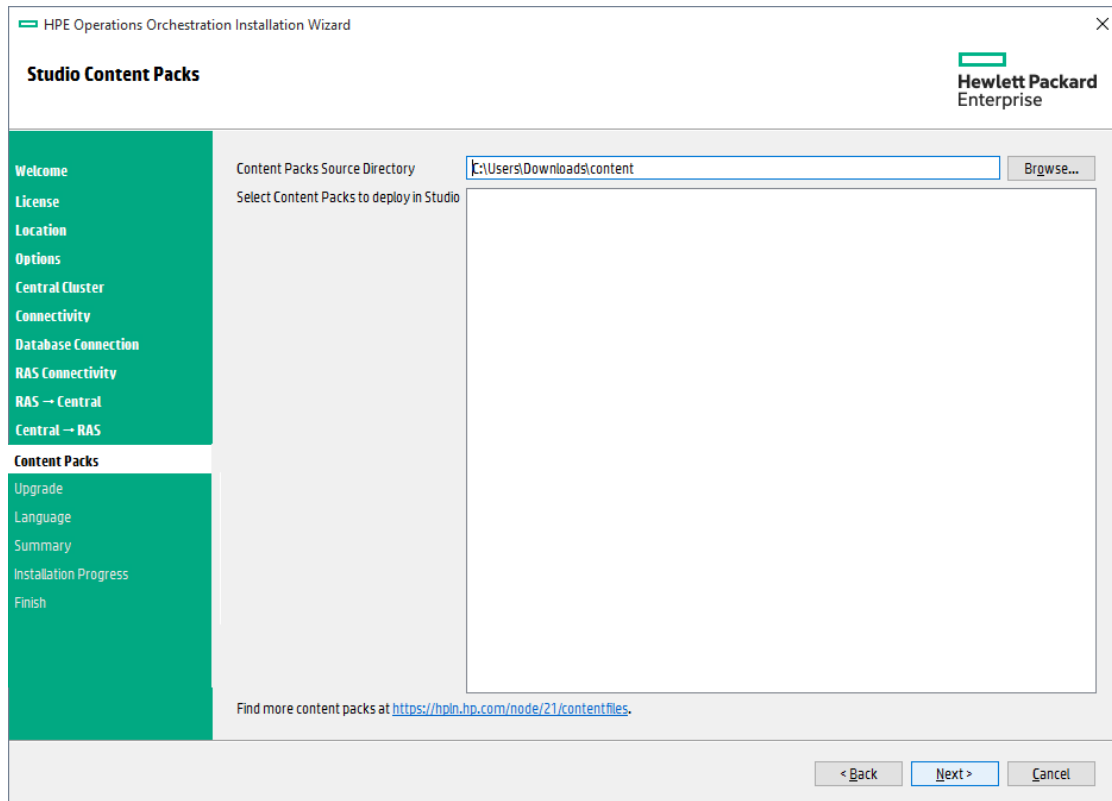 HPE Operations Orchestration Installation Wizard
Studio Content Packs
Hewlett Packard
Enterprise
Welcome
License
Location
Options
Central Cluster
Connectivity
Database Connection
RAS Connectivity
RAS → Central
Central → RAS
Content Packs
Upgrade
Language
Summary
Installation Progress
Finish
Content Packs Source Directory
C:\Users\Downloads\content
Browse...
Select Content Packs to deploy in Studio
Find more content packs at https://hpln.hp.com/node/21/contentfiles.
< Back
Next >
Cancel